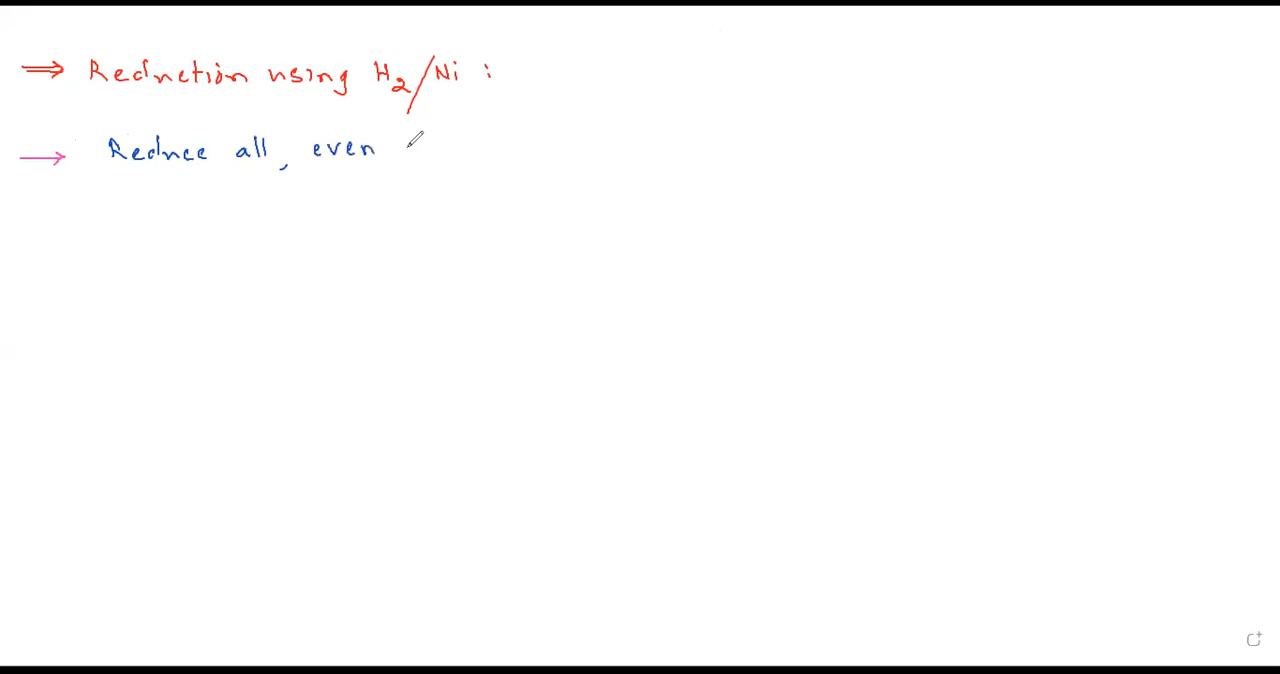 ⇒ Reduction using H₂/Ni :
→ Reduce all, even